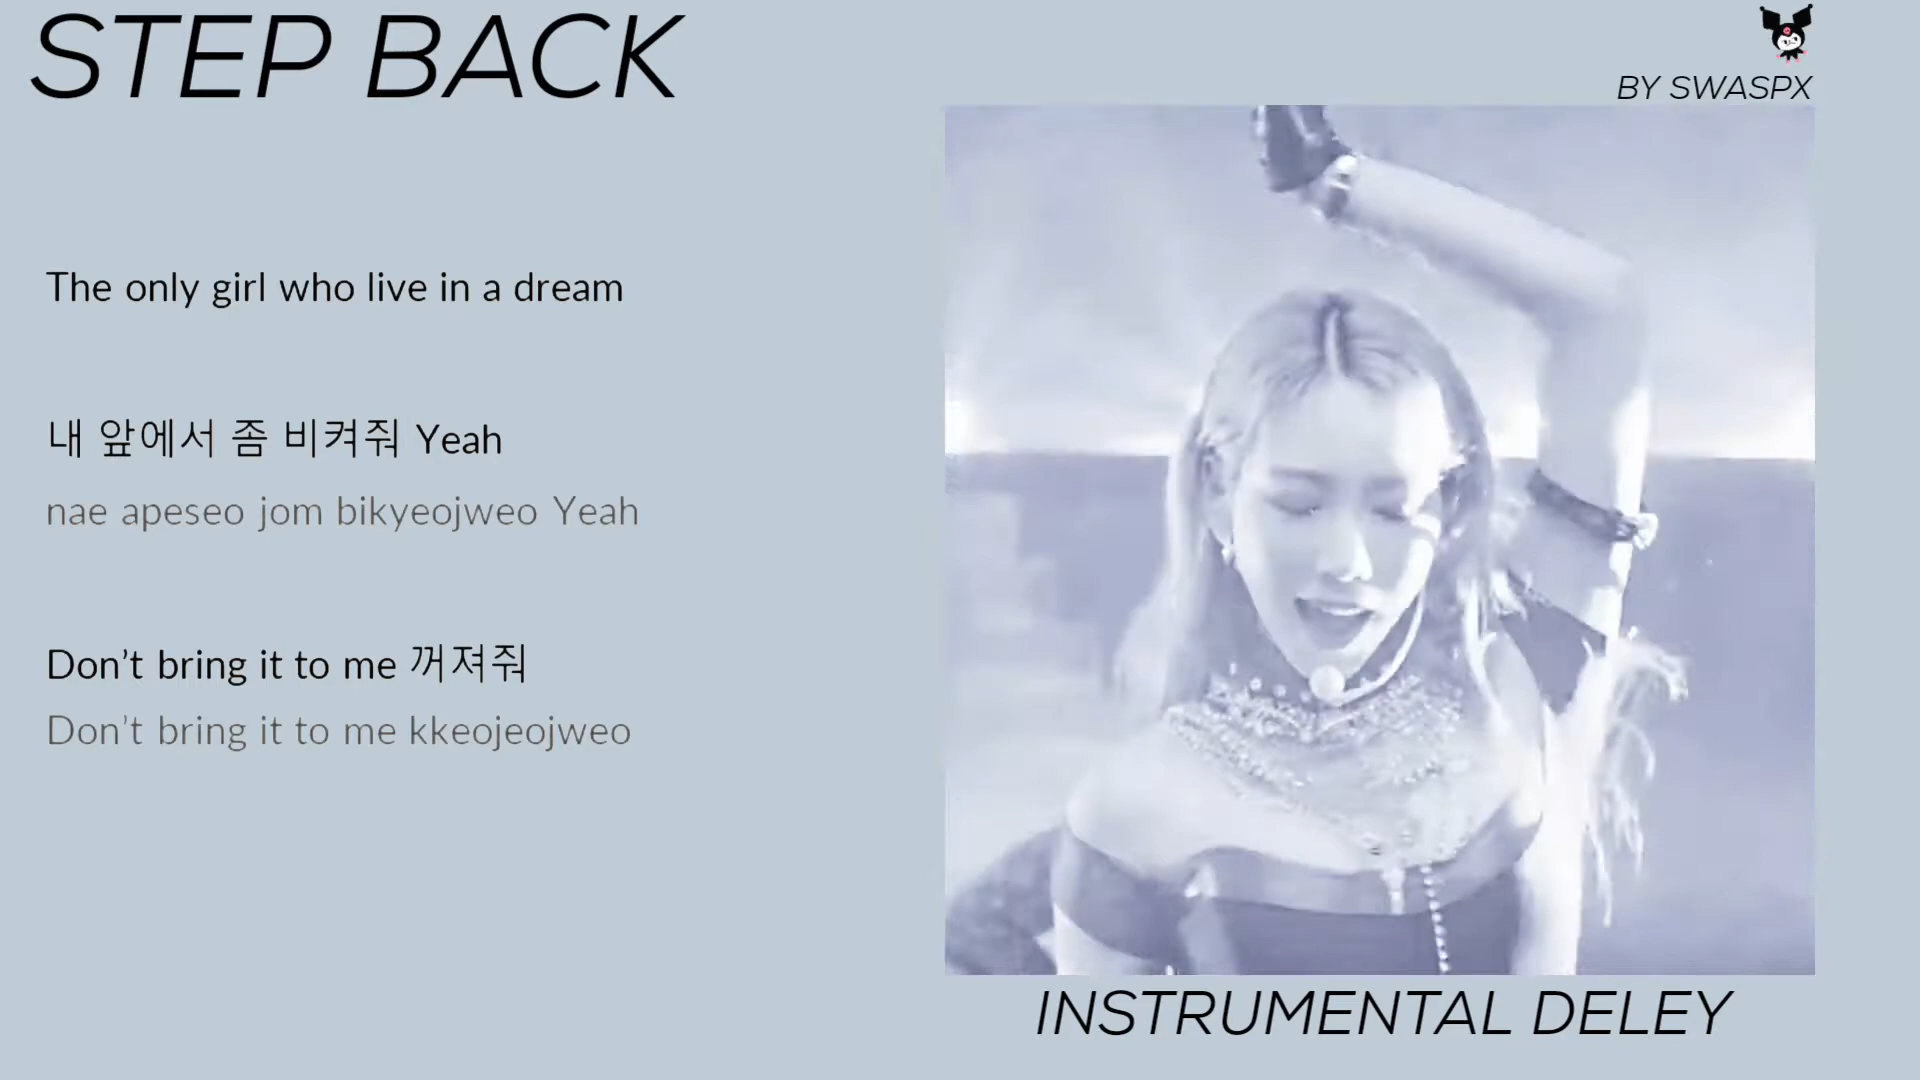 STEP BACK
BY SWASPX
The only girl who live in a dream
내 앞에서 좀 비켜줘 Yeah
nae apeseo jom bikyeojweo Yeah
Don't bring it to me 꺼져줘
Don't bring it to me kkeojeojweo
INSTRUMENTAL DELEY